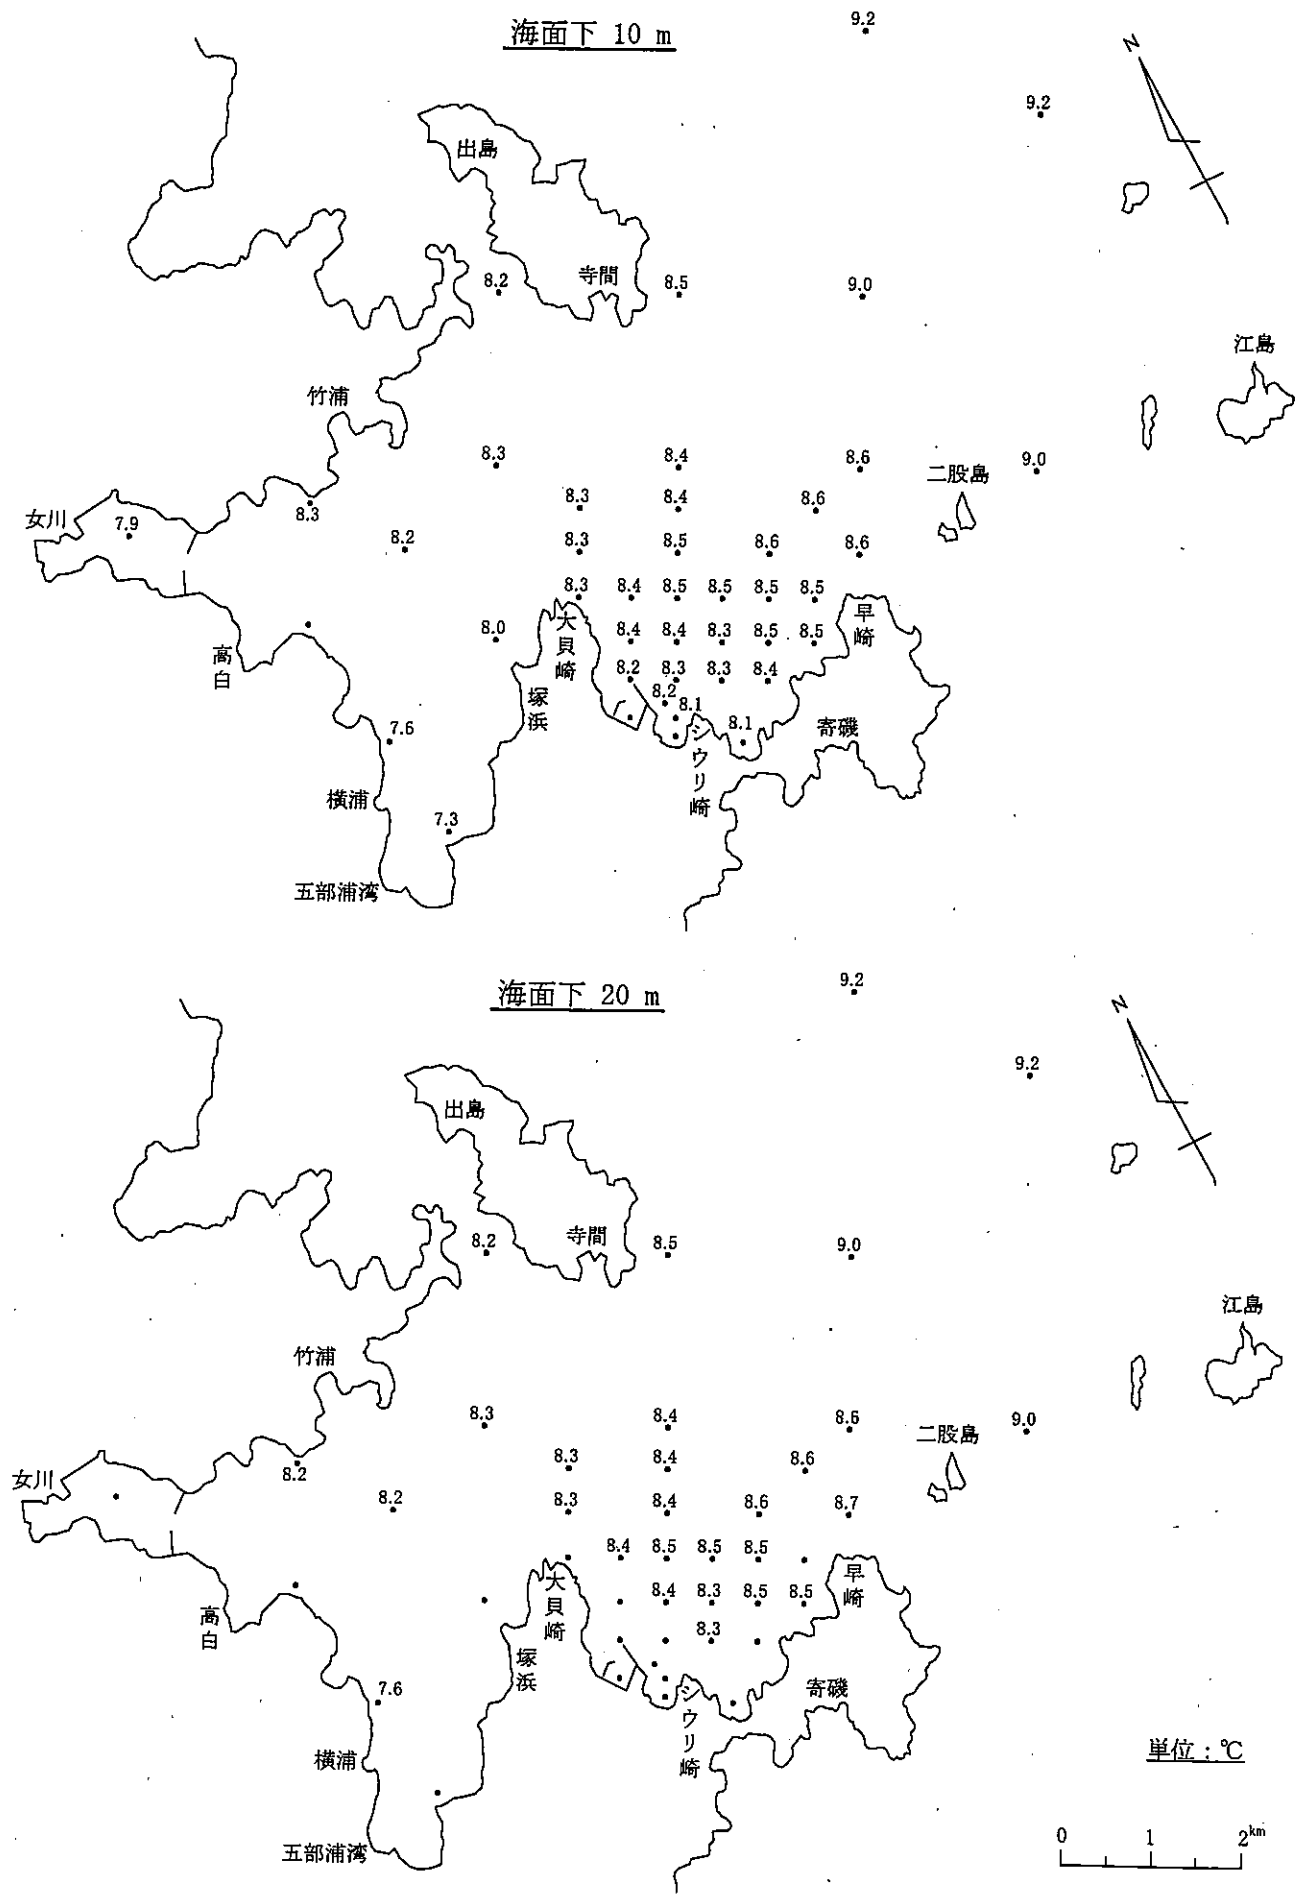 海面下 10 m
9.2
N
9.2
出島
8.2
寺間
8.5
9.0
江島
竹浦
8.3
8.4
8.6
9.0
二股島
8.3
8.3
8.4
8.6
女川
7.9
8.2
8.3
8.5
8.6
8.6
8.3
8.4
8.5
8.5
8.5
8.5
8.0
8.4
8.4
8.3
8.5
8.5
早崎
大貝崎
高白
8.2
8.3
8.3
8.4
塚浜
8.2
8.1
8.1
7.6
シウリ崎
寄磯
横浦
7.3
五部浦湾
海面下 20 m
9.2
N
9.2
出島
8.2
寺間
8.5
9.0
江島
竹浦
8.3
8.4
8.6
9.0
二股島
8.2
8.3
8.4
8.6
女川
8.2
8.3
8.4
8.6
8.7
8.4
8.5
8.5
8.5
8.4
8.3
8.5
8.5
早崎
大貝崎
高白
8.3
塚浜
7.6
シウリ崎
寄磯
横浦
単位：℃
五部浦湾
0 1 2km